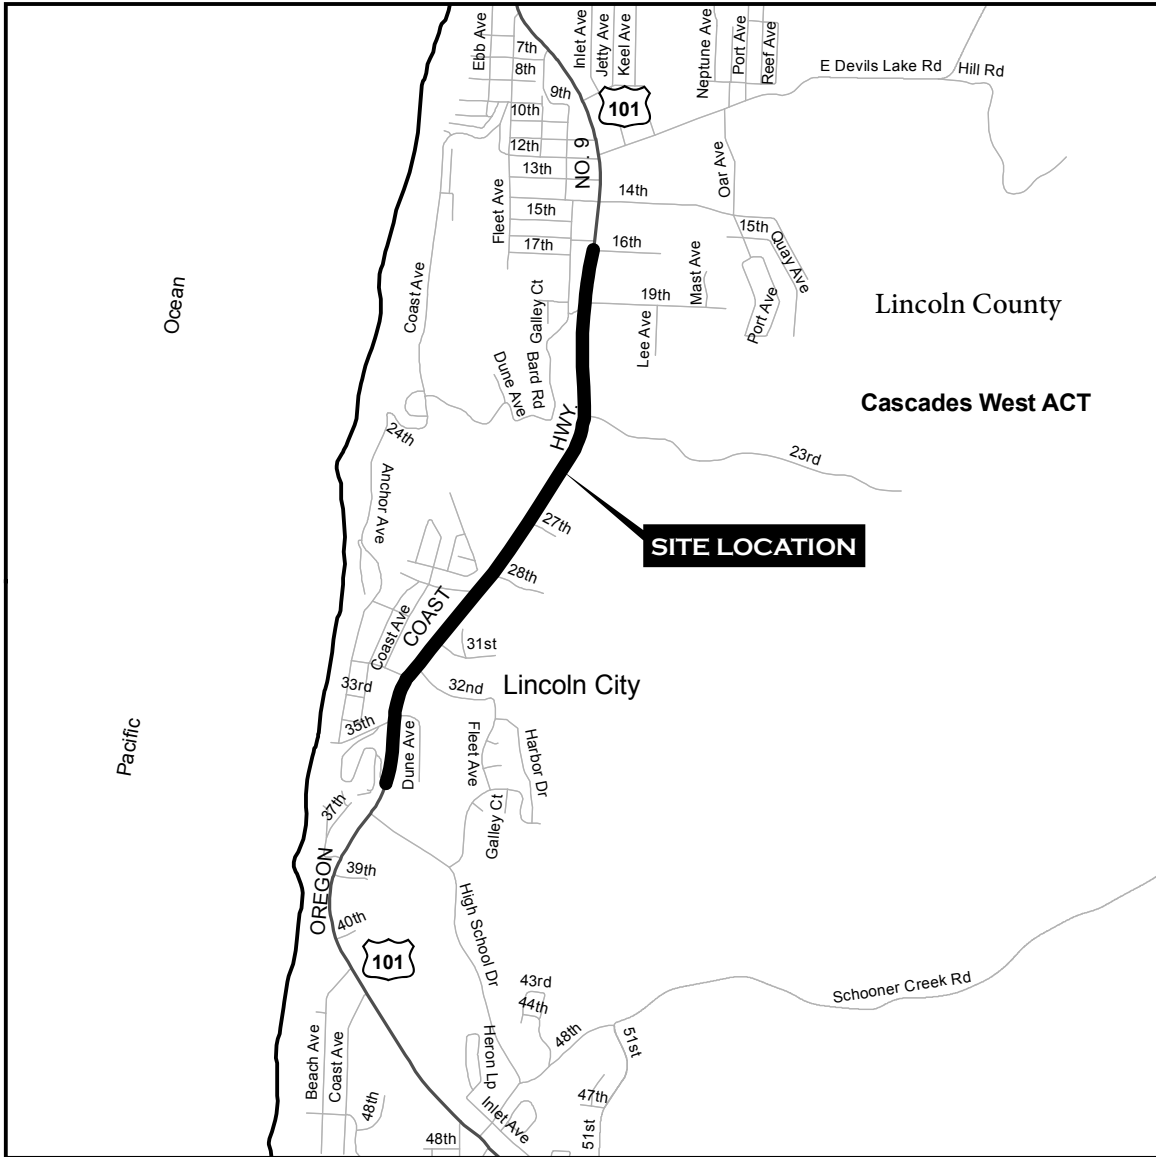 Ebb Ave
7th
8th
9th
10th
12th
13th
15th
17th
Fleet Ave
NO. 9
Inlet Ave
Jetty Ave
Keel Ave
101
Neptune Ave
Port Ave
Reef Ave
E Devils Lake Rd
Hill Rd
Oar Ave
14th
16th
15th
Quay Ave
Mast Ave
19th
Lee Ave
Port Ave
Lincoln County
Cascades West ACT
Ocean
Coast Ave
Galley Ct
Bard Rd
Dune Ave
HWY.
24th
23rd
Anchor Ave
27th
SITE LOCATION
28th
COAST
Coast Ave
31st
33rd
32nd
Lincoln City
35th
Dune Ave
Fleet Ave
Harbor Dr
Pacific
37th
Galley Ct
OREGON
39th
40th
101
High School Dr
43rd
44th
Schooner Creek Rd
48th
51st
Heron Lp
Beach Ave
Coast Ave
48th
47th
Inlet Ave
48th
51st